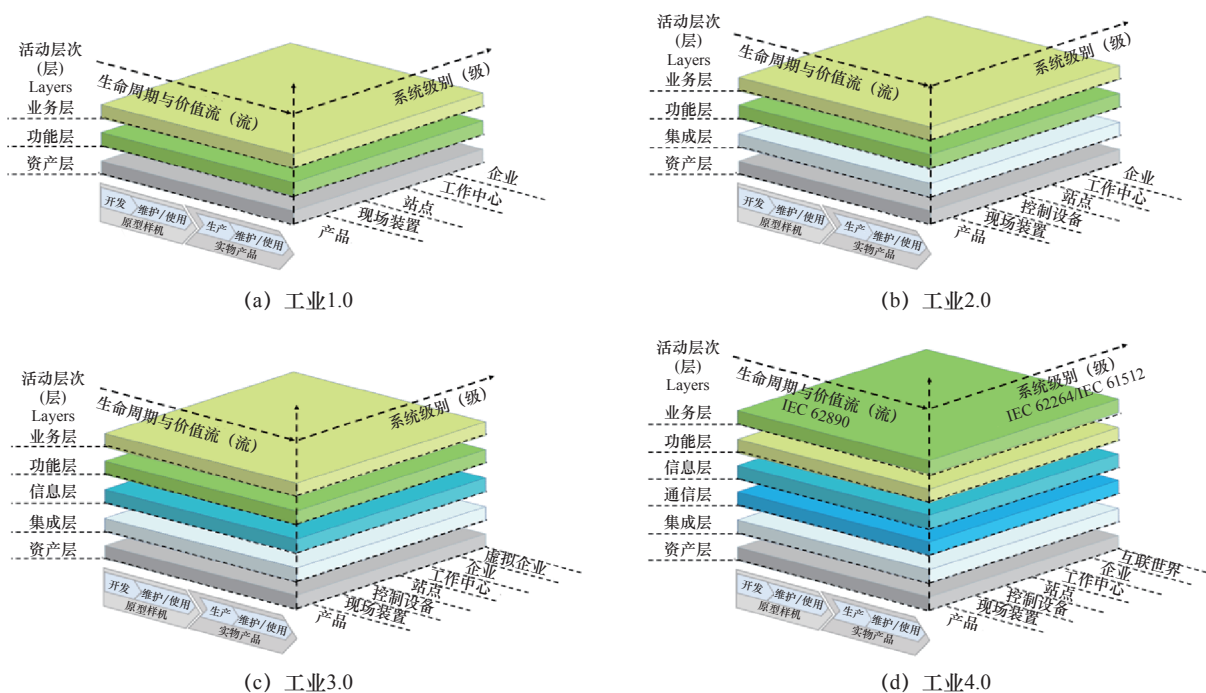 活动层次
(层)
Layers
业务层
功能层
资产层
生命周期与价值流（流）
系统级别（级）
企业
工作中心
站点
现场装置
产品
开发
维护/使用
原型样机
生产
维护/使用
实物产品
(a) 工业1.0
活动层次
(层)
Layers
业务层
功能层
集成层
资产层
生命周期与价值流（流）
系统级别（级）
企业
工作中心
站点
控制设备
现场装置
产品
开发
维护/使用
原型样机
生产
维护/使用
实物产品
(b) 工业2.0
活动层次
(层)
Layers
业务层
功能层
信息层
集成层
资产层
生命周期与价值流（流）
系统级别（级）
虚拟企业
企业
工作中心
站点
控制设备
现场装置
产品
开发
维护/使用
原型样机
生产
维护/使用
实物产品
(c) 工业3.0
活动层次
(层)
Layers
业务层
功能层
信息层
通信层
集成层
资产层
生命周期与价值流（流）
IEC 62890
系统级别（级）
IEC 62264/IEC 61512
互联世界
企业
工作中心
站点
控制设备
现场装置
产品
开发
维护/使用
原型样机
生产
维护/使用
实物产品
(d) 工业4.0